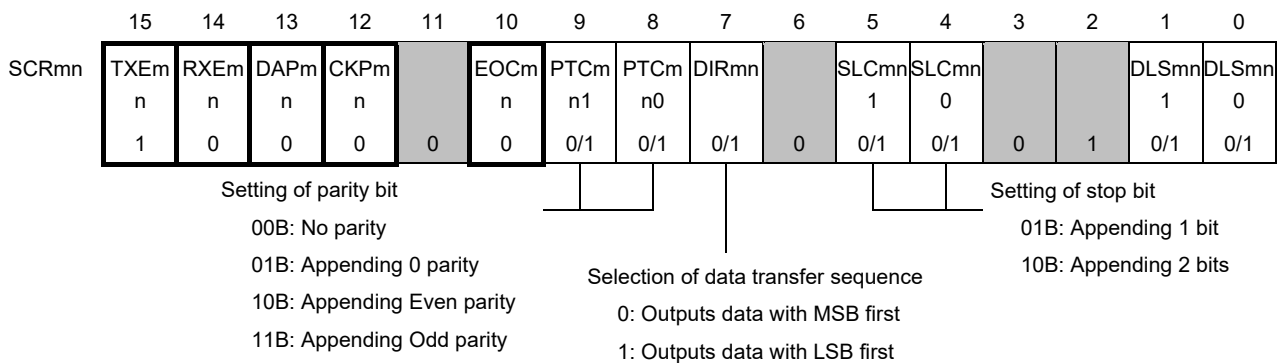 15 14 13 12 11 10 9 8 7 6 5 4 3 2 1 0
SCRmn TXEm RXEm DAPm CKPm EOCm PTCm PTCm DIRmn SLCmn SLCmn DLSmn DLSmn
n n n n n n1 n0 1 0 1 0
1 0 0 0 0 0 0/1 0/1 0/1 0 0/1 0/1 0 1 0/1 0/1
Setting of parity bit
00B: No parity
01B: Appending 0 parity
10B: Appending Even parity
11B: Appending Odd parity
Selection of data transfer sequence
0: Outputs data with MSB first
1: Outputs data with LSB first
Setting of stop bit
01B: Appending 1 bit
10B: Appending 2 bits